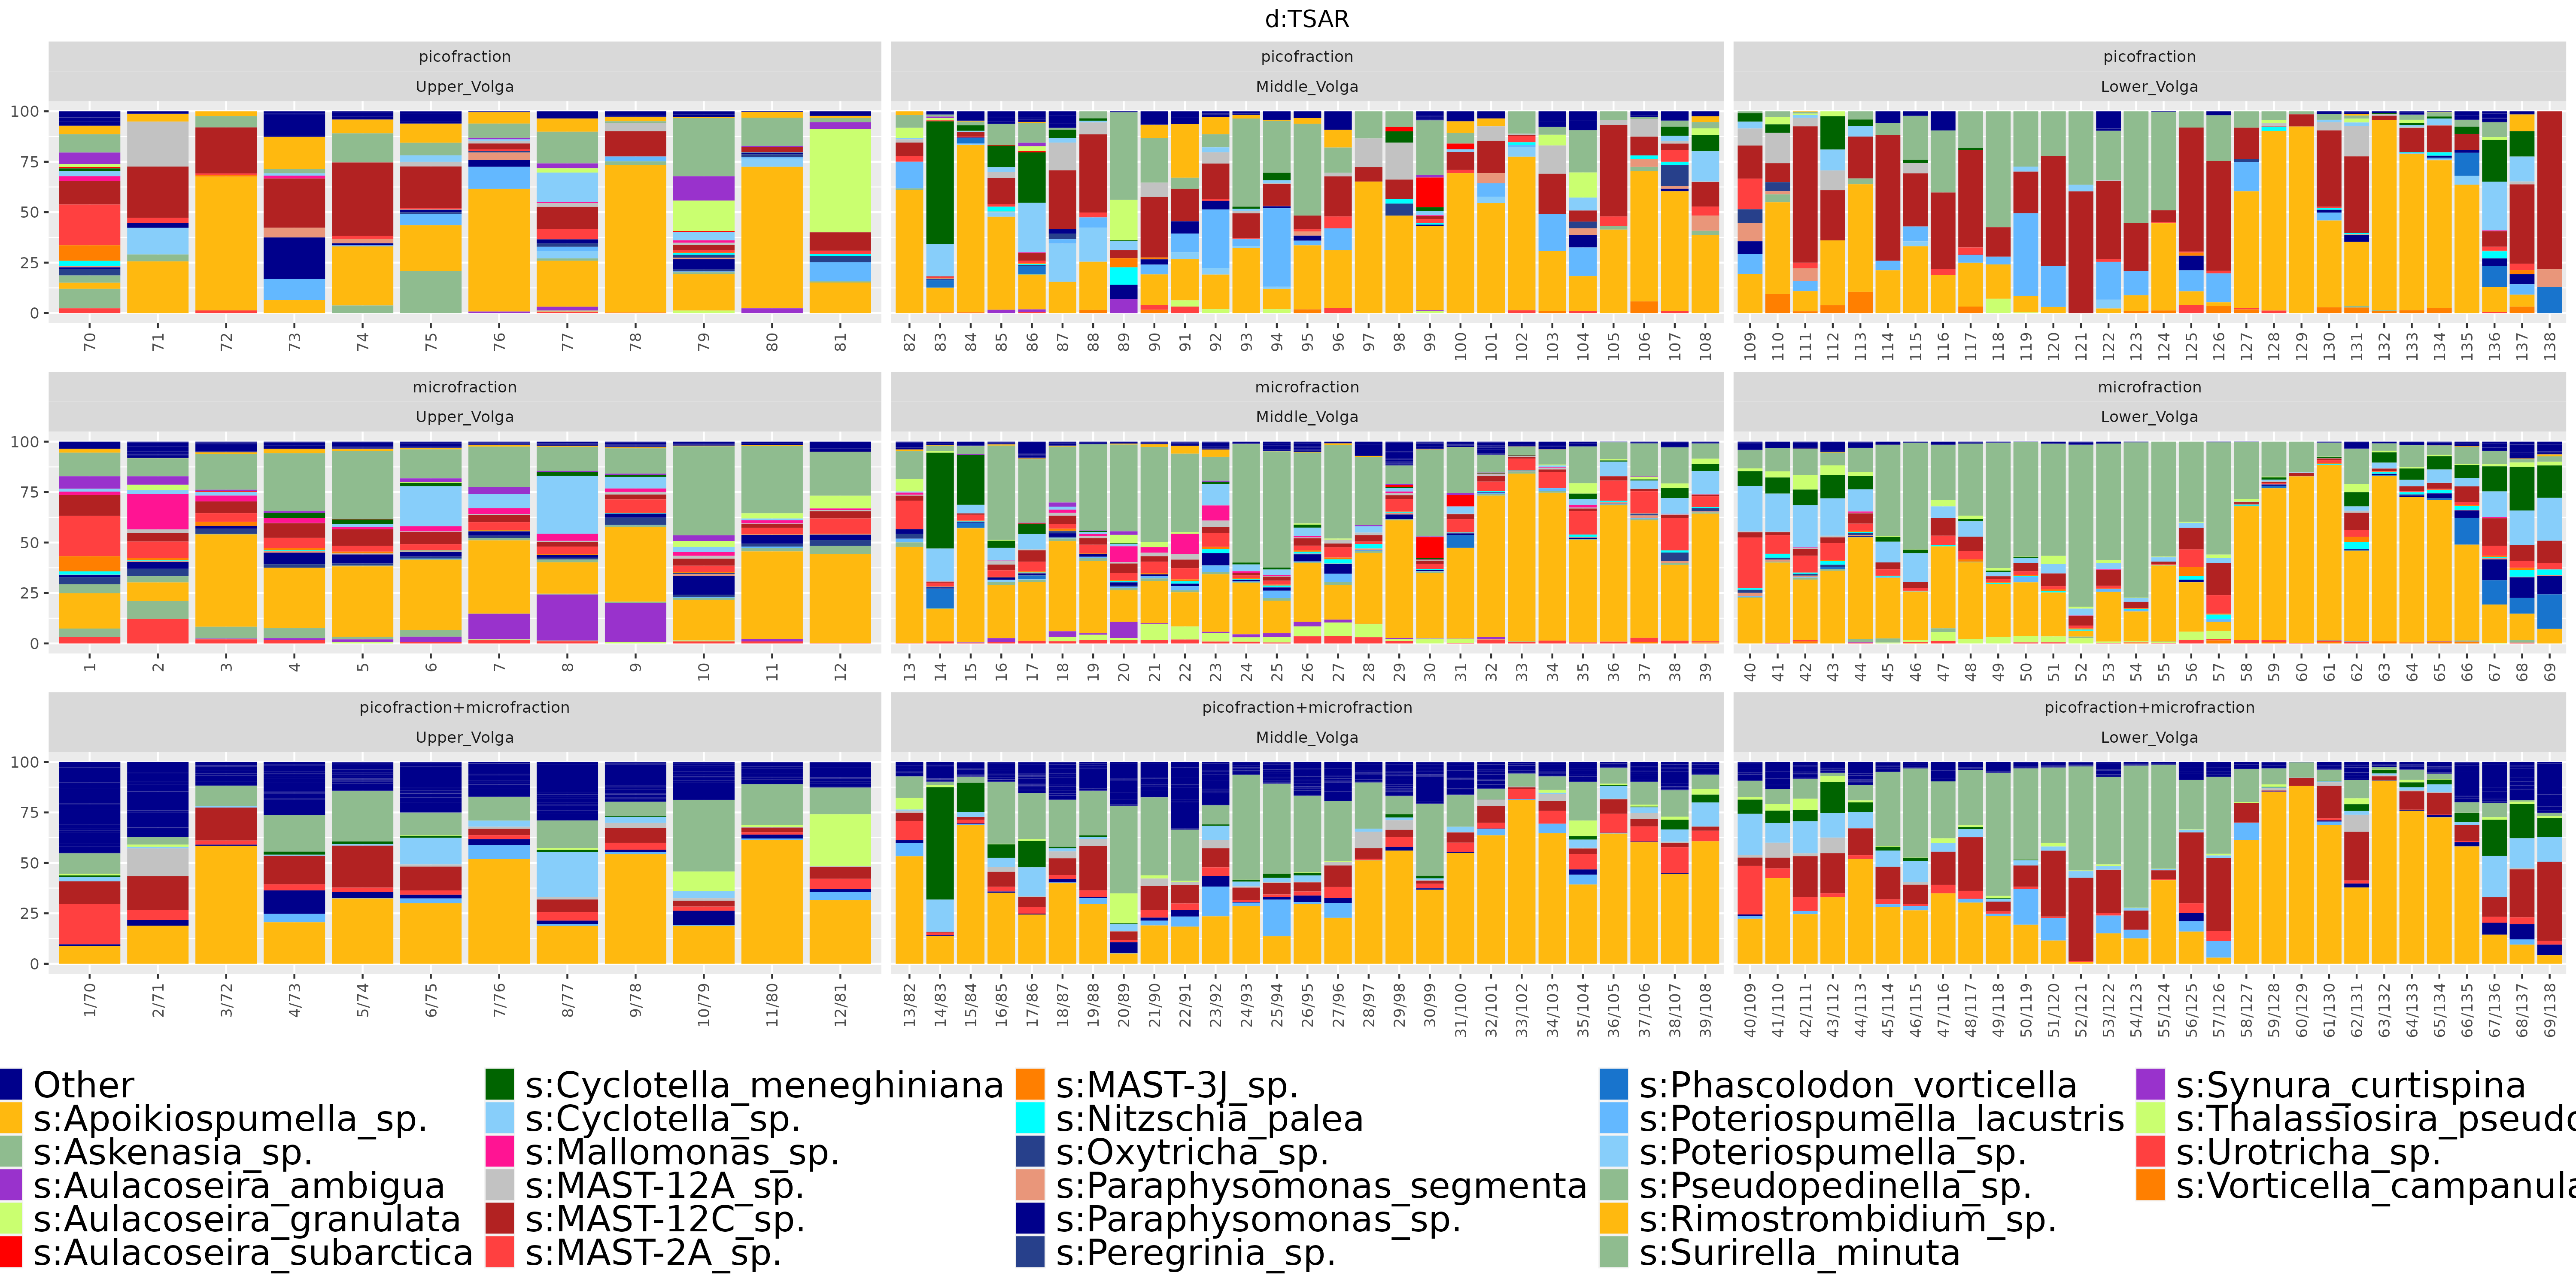 d:TSAR
picofraction picofraction picofraction
Upper_Volga Middle_Volga Lower_Volga
100
75
50
25
0
70 71 72 73 74 75 76 77 78 79 80 81 82 83 84 85 86 87 88 89 90 91 92 93 94 95 96 97 98 99 100 101 102 103 104 105 106 107 108 109 110 111 112 113 114 115 116 117 118 119 120 121 122 123 124 125 126 127 128 129 130 131 132 133 134 135 136 137 138
microfraction microfraction microfraction
Upper_Volga Middle_Volga Lower_Volga
100
75
50
25
0
1 2 3 4 5 6 7 8 9 10 11 12 13 14 15 16 17 18 19 20 21 22 23 24 25 26 27 28 29 30 31 32 33 34 35 36 37 38 39 40 41 42 43 44 45 46 47 48 49 50 51 52 53 54 55 56 57 58 59 60 61 62 63 64 65 66 67 68 69
picofraction+microfraction picofraction+microfraction picofraction+microfraction
Upper_Volga Middle_Volga Lower_Volga
100
75
50
25
0
1/70 2/71 3/72 4/73 5/74 6/75 7/76 8/77 9/78 10/79 11/80 12/81 13/82 14/83 15/84 16/85 17/86 18/87 19/88 20/89 21/90 22/91 23/92 24/93 25/94 26/95 27/96 28/97 29/98 30/99 31/100 32/101 33/102 34/103 35/104 36/105 37/106 38/107 39/108 40/109 41/110 42/111 43/112 44/113 45/114 46/115 47/116 48/117 49/118 50/119 51/120 52/121 53/122 54/123 55/124 56/125 57/126 58/127 59/128 60/129 61/130 62/131 63/132 64/133 65/134 66/135 67/136 68/137 69/138
Other s:Cyclotella_meneghiniana s:MAST-3J_sp. s:Phascolodon_vorticella s:Synura_curtispina
s:Apoikiospumella_sp. s:Cyclotella_sp. s:Nitzschia_palea s:Poteriospumella_lacustris s:Thalassiosira_pseudo
s:Askenasia_sp. s:Mallomonas_sp. s:Oxytricha_sp. s:Poteriospumella_sp. s:Urotricha_sp.
s:Aulacoseira_ambigua s:MAST-12A_sp. s:Paraphysomonas_segmenta s:Pseudopedinella_sp. s:Vorticella_campanula
s:Aulacoseira_granulata s:MAST-12C_sp. s:Paraphysomonas_sp. s:Rimostrombidium_sp.
s:Aulacoseira_subarctica s:MAST-2A_sp. s:Peregrinia_sp. s:Surirella_minuta